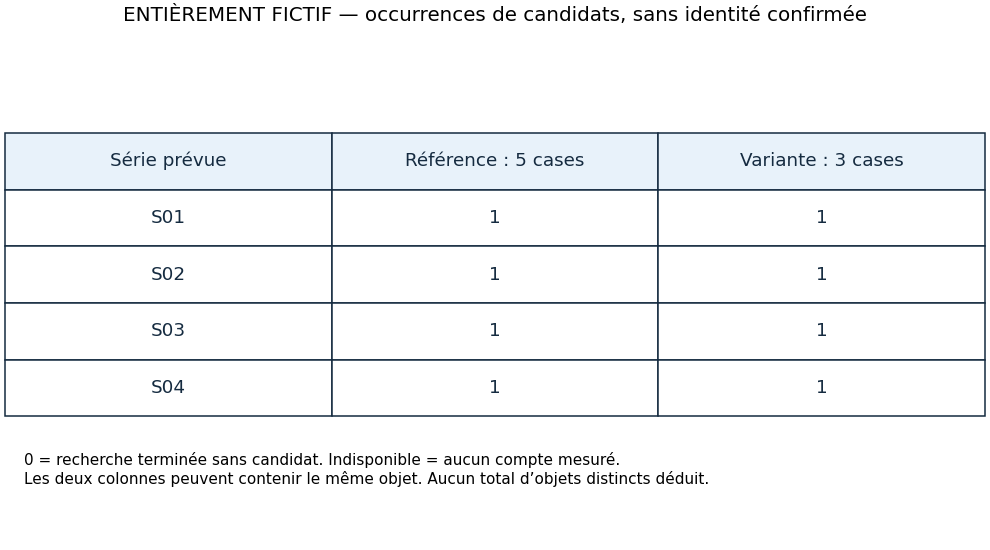 ENTIÈREMENT FICTIF — occurrences de candidats, sans identité confirmée
Série prévue Référence : 5 cases Variante : 3 cases
S01 1 1
S02 1 1
S03 1 1
S04 1 1
0 = recherche terminée sans candidat. Indisponible = aucun compte mesuré.
Les deux colonnes peuvent contenir le même objet. Aucun total d’objets distincts déduit.